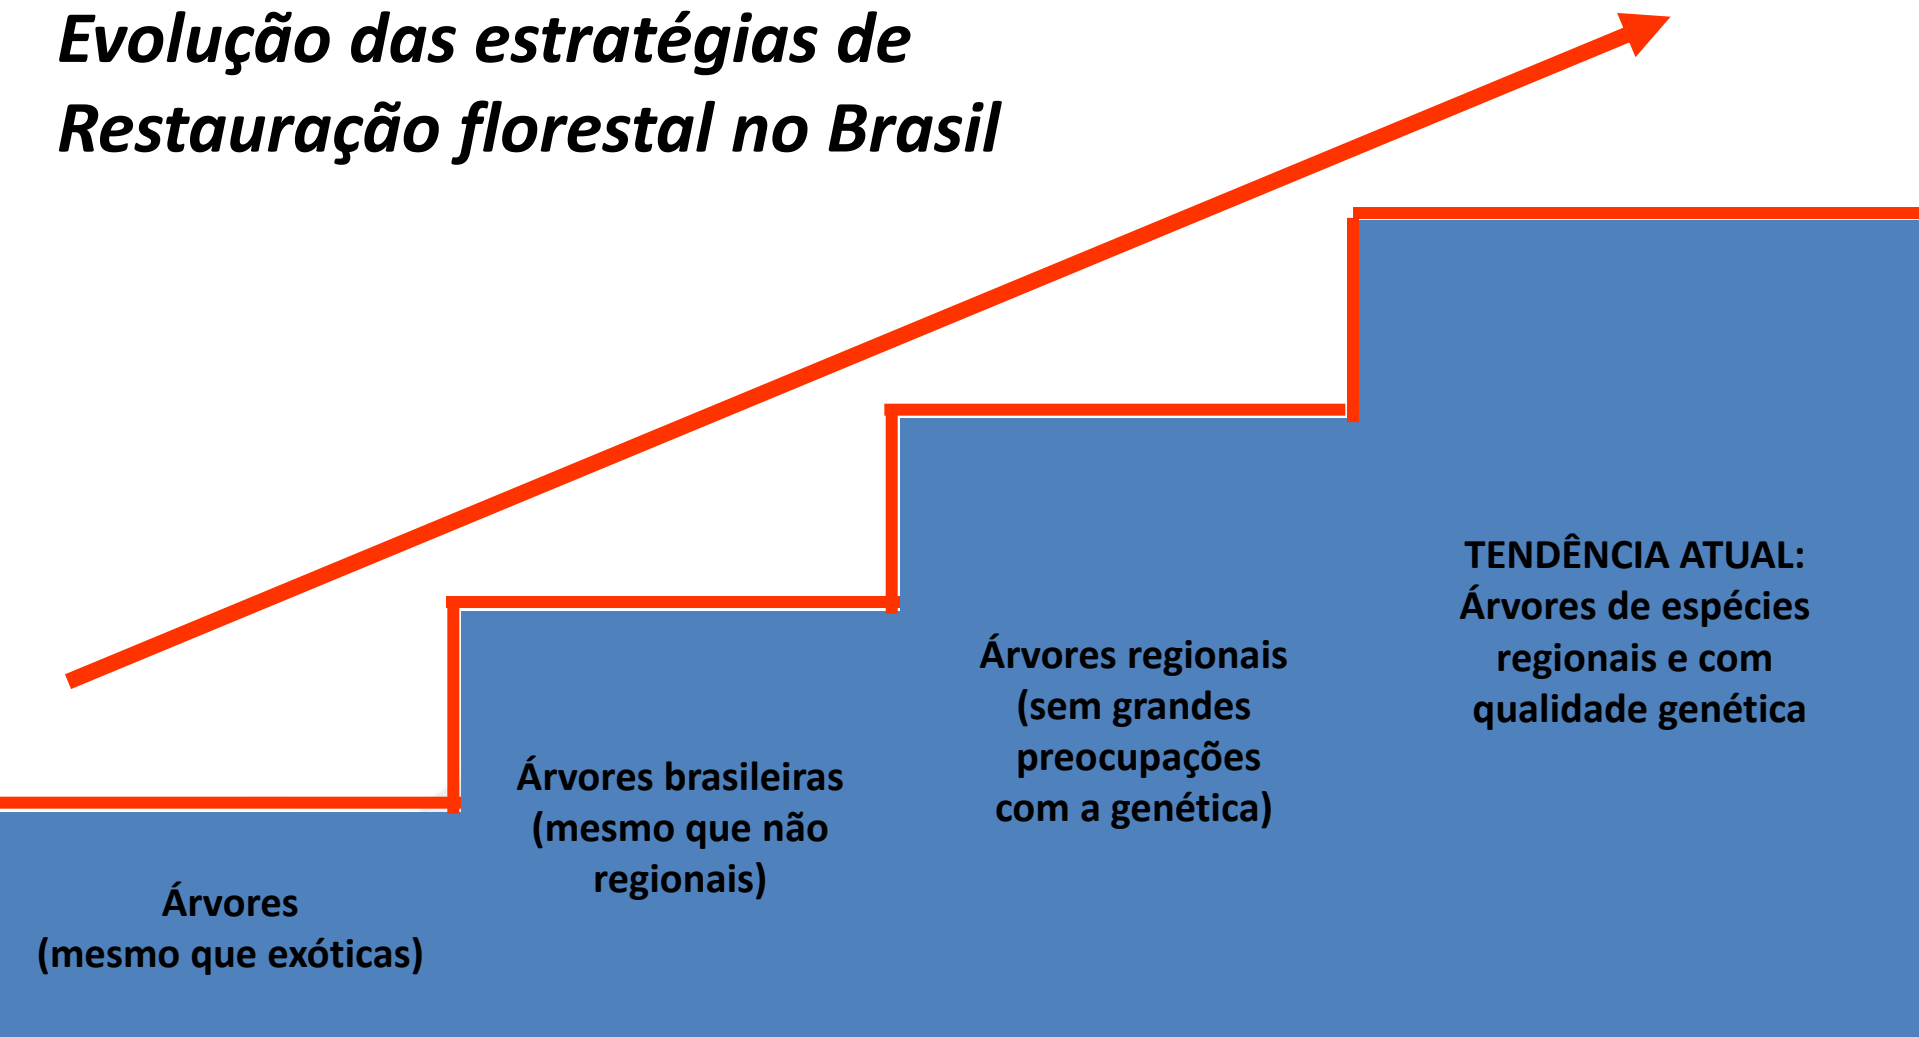 Evolução das estratégias de
Restauração florestal no Brasil
Árvores
(mesmo que exóticas)
Árvores brasileiras
(mesmo que não
regionais)
Árvores regionais
(sem grandes
preocupações
com a genética)
TENDÊNCIA ATUAL:
Árvores de espécies
regionais e com
qualidade genética